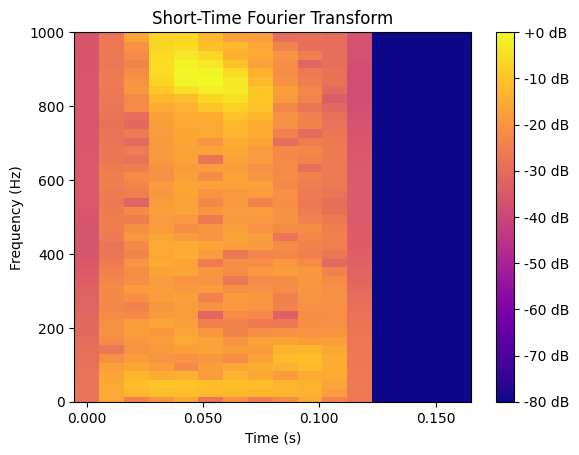 Short-Time Fourier Transform
Frequency (Hz)
1000
800
600
400
200
0
0.000
0.050
0.100
0.150
Time (s)
+0 dB
-10 dB
-20 dB
-30 dB
-40 dB
-50 dB
-60 dB
-70 dB
-80 dB